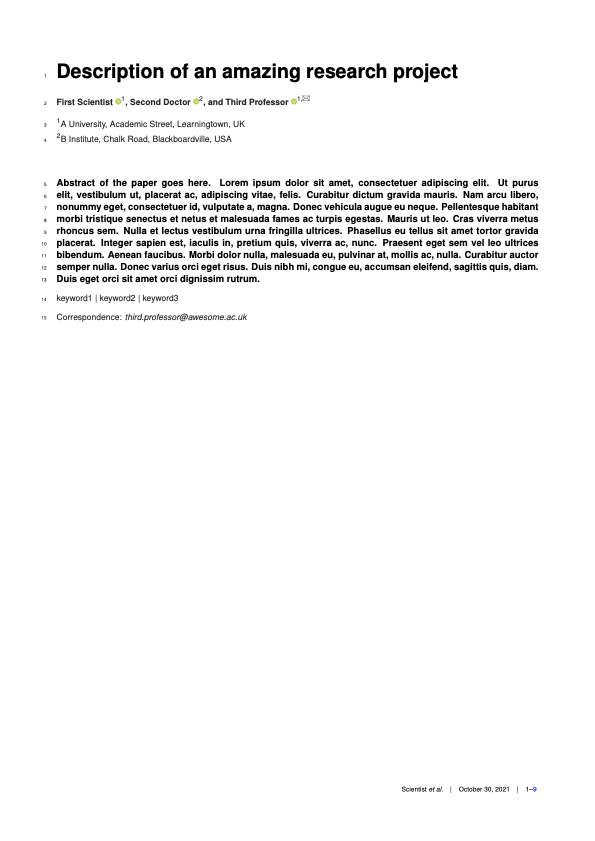 1 Description of an amazing research project
2 First Scientist 1, Second Doctor 2, and Third Professor 1,✉
3 1A University, Academic Street, Learningtown, UK
4 2B Institute, Chalk Road, Blackboardville, USA
5 Abstract of the paper goes here. Lorem ipsum dolor sit amet, consectetuer adipiscing elit. Ut purus
6 elit, vestibulum ut, placerat ac, adipiscing vitae, felis. Curabitur dictum gravida mauris. Nam arcu libero,
7 nonummy eget, consectetuer id, vulputate a, magna. Donec vehicula augue eu neque. Pellentesque habitant
8 morbi tristique senectus et netus et malesuada fames ac turpis egestas. Mauris ut leo. Cras viverra metus
9 rhoncus sem. Nulla et lectus vestibulum urna fringilla ultrices. Phasellus eu tellus sit amet tortor gravida
10 placerat. Integer sapien est, iaculis in, pretium quis, viverra ac, nunc. Praesent eget sem vel leo ultrices
11 bibendum. Aenean faucibus. Morbi dolor nulla, malesuada eu, pulvinar at, mollis ac, nulla. Curabitur auctor
12 semper nulla. Donec varius orci eget risus. Duis nibh mi, congue eu, accumsan eleifend, sagittis quis, diam.
13 Duis eget orci sit amet orci dignissim rutrum.
14 keyword1 | keyword2 | keyword3
15 Correspondence: third.professor@awesome.ac.uk
Scientist et al. | October 30, 2021 | 1–9